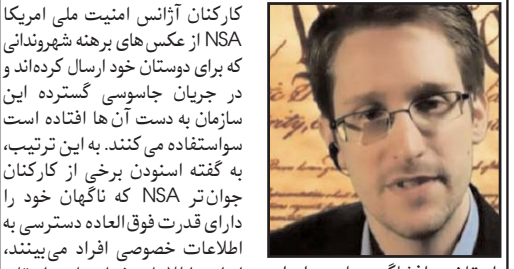 کارکنان آژانس امنیت ملی امریکا
NSA از عکس های برهنه شهروندانی
که برای دوستان خود ارسال کرده‌اند و
در جریان جاسوسی گسترده این
سازمان به دست آن ها افتاده است
سواستفاده می کنند. به این ترتیب،
به گفته اسنودن برخی از کارکنان
جوان‌تر NSA که ناگهان خود را
دارای قدرت فوق‌العاده دسترسی به
اطلاعات خصوصی افراد می‌بینند،